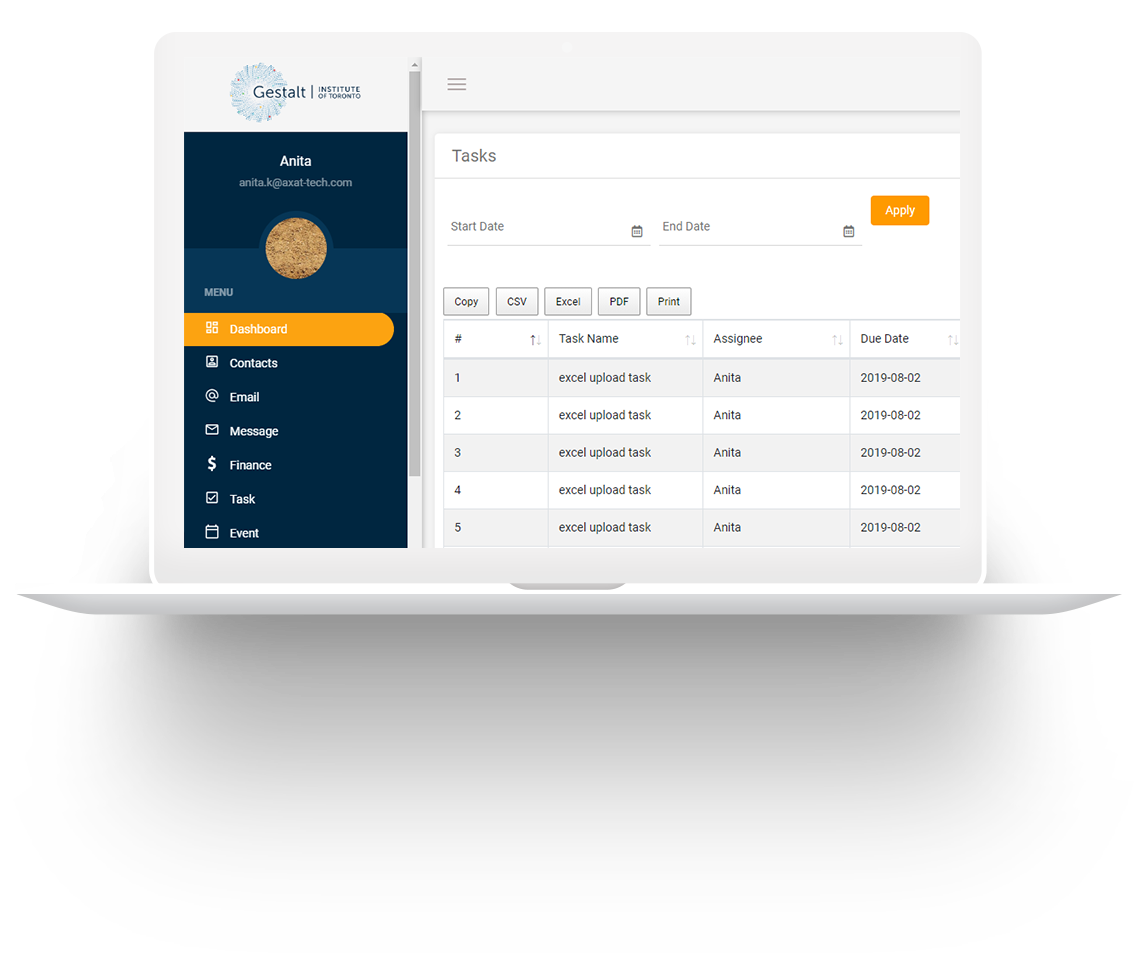 Gestalt | INSTITUTE
OF TORONTO
Anita
anita.k@axat-tech.com
MENU
Dashboard
Contacts
Email
Message
Finance
Task
Event
Tasks
Start Date End Date Apply
Copy CSV Excel PDF Print
# Task Name Assignee Due Date
1 excel upload task Anita 2019-08-02
2 excel upload task Anita 2019-08-02
3 excel upload task Anita 2019-08-02
4 excel upload task Anita 2019-08-02
5 excel upload task Anita 2019-08-02